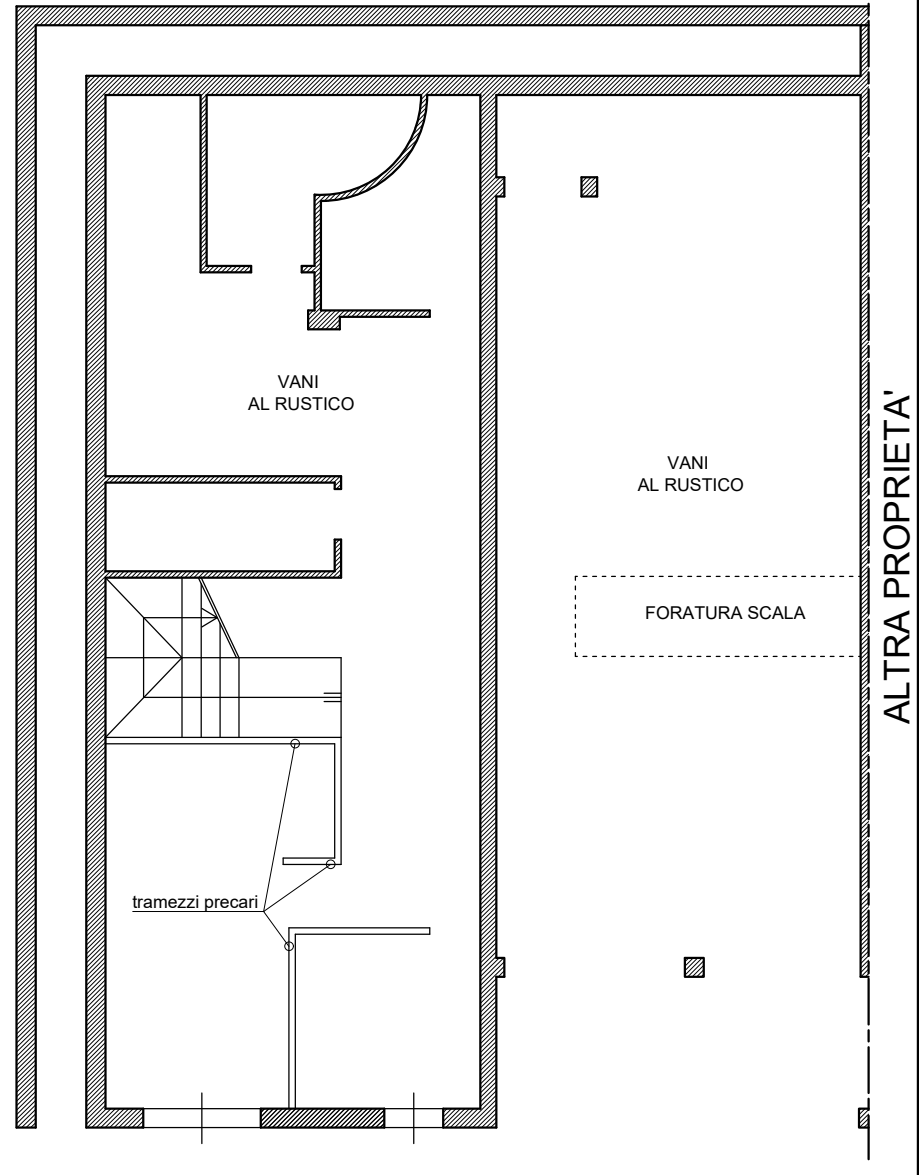 VANI
AL RUSTICO
VANI
AL RUSTICO
FORATURA SCALA
ALTRA PROPRIETA'
tramezzi precari